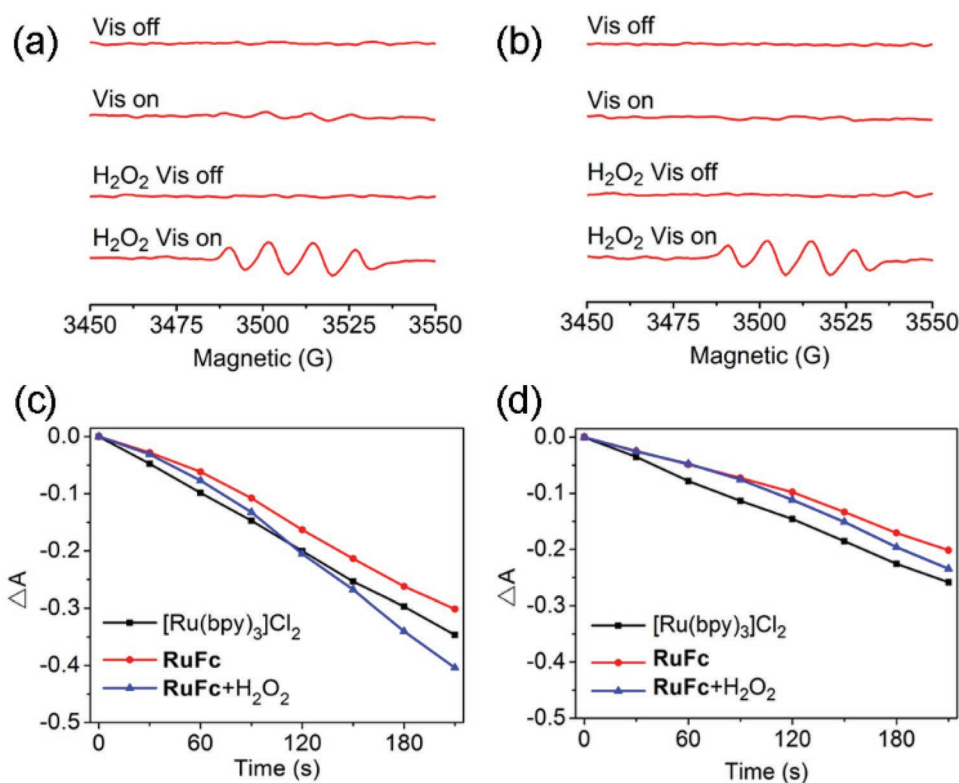 (a)
Vis off
Vis on
H₂O₂ Vis off
H₂O₂ Vis on
3450 3475 3500 3525 3550
Magnetic (G)
(b)
Vis off
Vis on
H₂O₂ Vis off
H₂O₂ Vis on
3450 3475 3500 3525 3550
Magnetic (G)
(c)
0.0
-0.1
-0.2
-0.3
-0.4
-0.5
△A
[Ru(bpy)₃]Cl₂
RuFc
RuFc+H₂O₂
0 60 120 180
Time (s)
(d)
0.0
-0.1
-0.2
-0.3
-0.4
-0.5
△A
[Ru(bpy)₃]Cl₂
RuFc
RuFc+H₂O₂
0 60 120 180
Time (s)